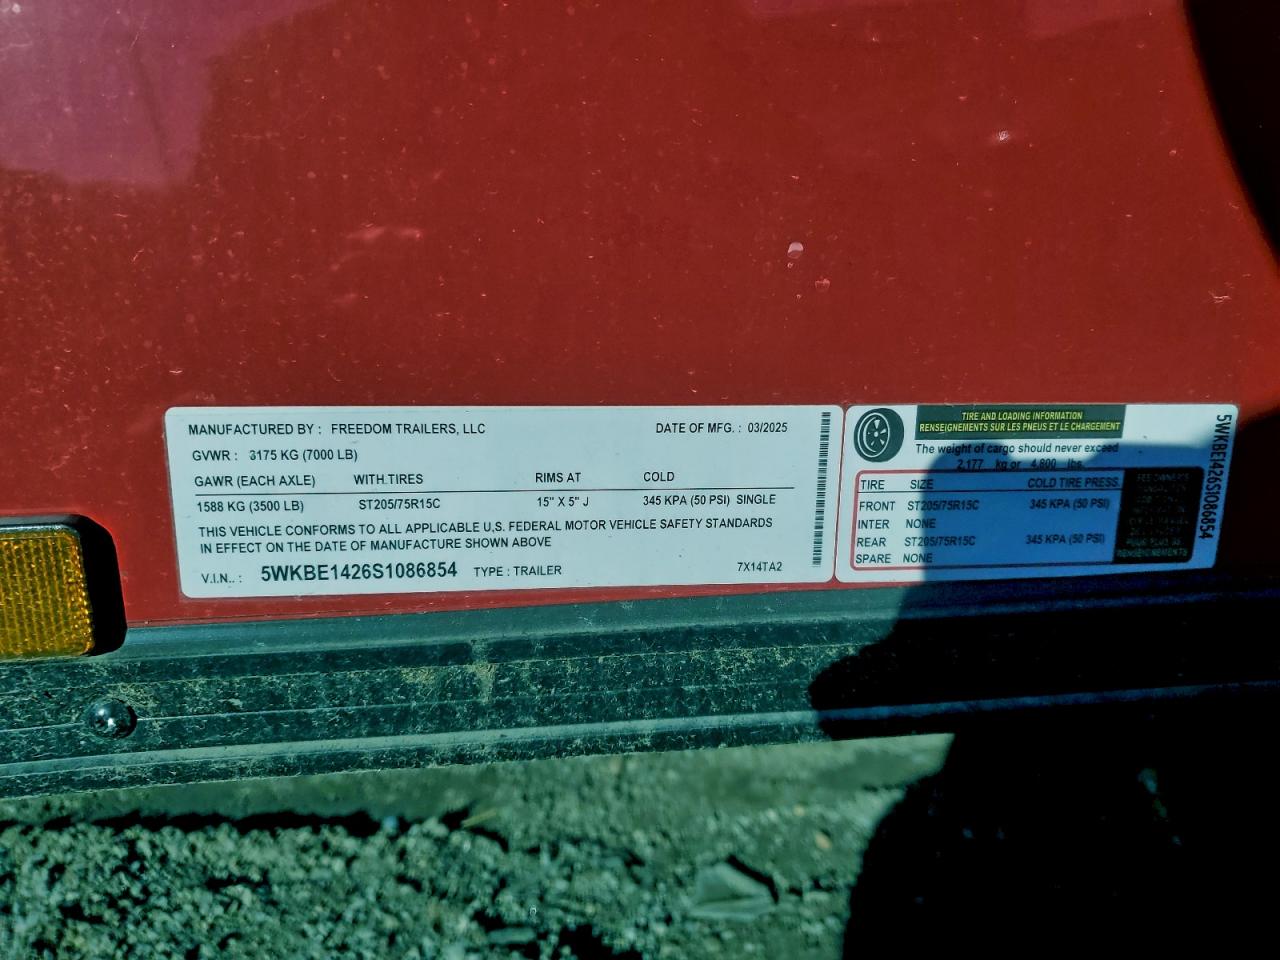 MANUFACTURED BY : FREEDOM TRAILERS, LLC DATE OF MFG. : 03/2025
GVWR : 3175 KG (7000 LB)
GAWR (EACH AXLE) WITH TIRES RIMS AT COLD
1588 KG (3500 LB) ST205/75R15C 15" X 5" J 345 KPA (50 PSI) SINGLE
THIS VEHICLE CONFORMS TO ALL APPLICABLE U.S. FEDERAL MOTOR VEHICLE SAFETY STANDARDS
IN EFFECT ON THE DATE OF MANUFACTURE SHOWN ABOVE
V.I.N.. : 5WKBE1426S1086854 TYPE : TRAILER 7X14TA2
TIRE AND LOADING INFORMATION
RENSEIGNEMENTS SUR LES PNEUS ET LE CHARGEMENT
The weight of cargo should never exceed
2,177 kg or 4,800 lbs.
TIRE SIZE COLD TIRE PRESS.
FRONT ST205/75R15C 345 KPA (50 PSI)
INTER NONE
REAR ST205/75R15C 345 KPA (50 PSI)
SPARE NONE
SEE OWNER'S
RENSEIGNEMENTS
5WKBE1426S1086854